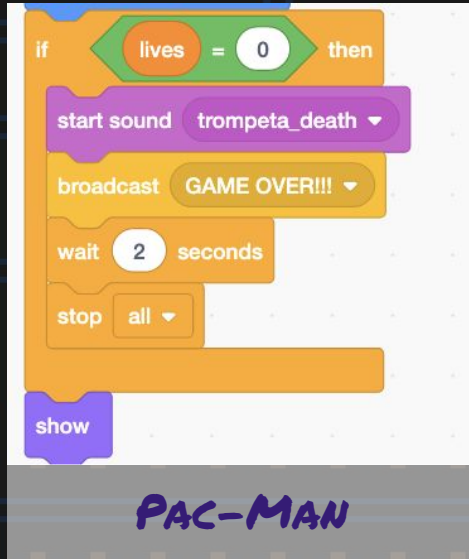 if lives = 0 then
start sound trompeta_death
broadcast GAME OVER!!!
wait 2 seconds
stop all
show
PAC-MAN